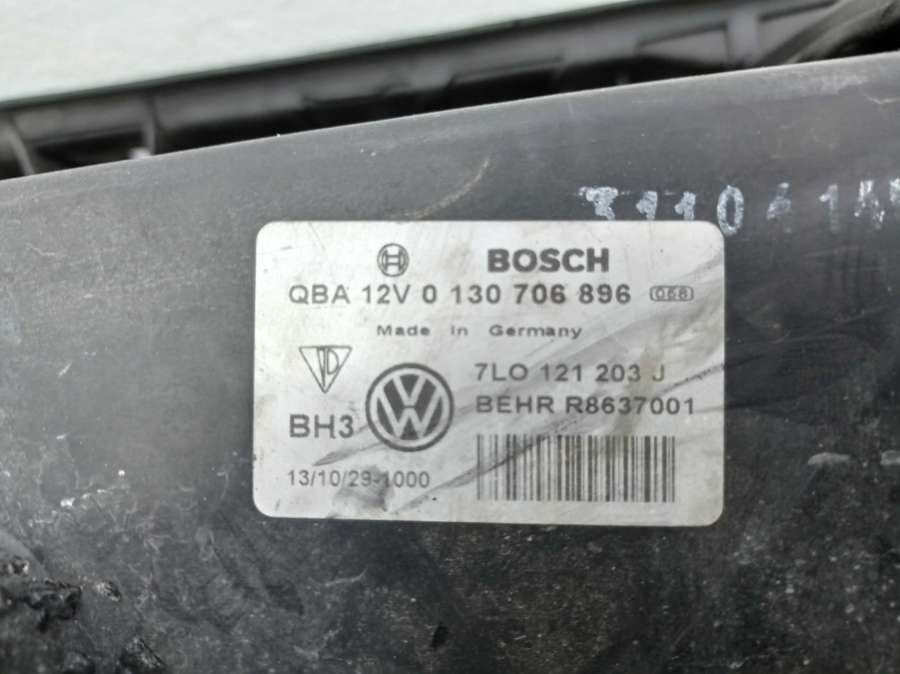 BOSCH
QBA 12V 0 130 706 896 068
Made in Germany
7LO 121 203 J
BEHR R8637001
BH3
13/10/29-1000